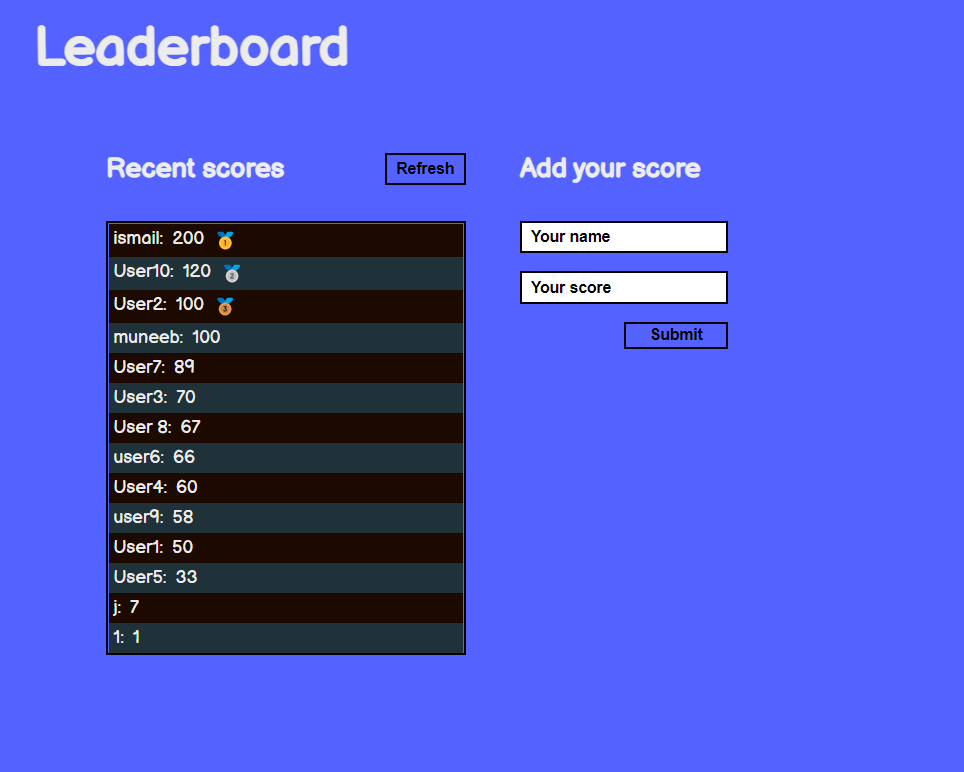 Leaderboard
Recent scores
Refresh
ismail: 200 🥇
User10: 120 🥈
User2: 100 🥉
muneeb: 100
User7: 89
User3: 70
User 8: 67
user6: 66
User4: 60
user9: 58
User1: 50
User5: 33
j: 7
1: 1
Add your score
Your name
Your score
Submit